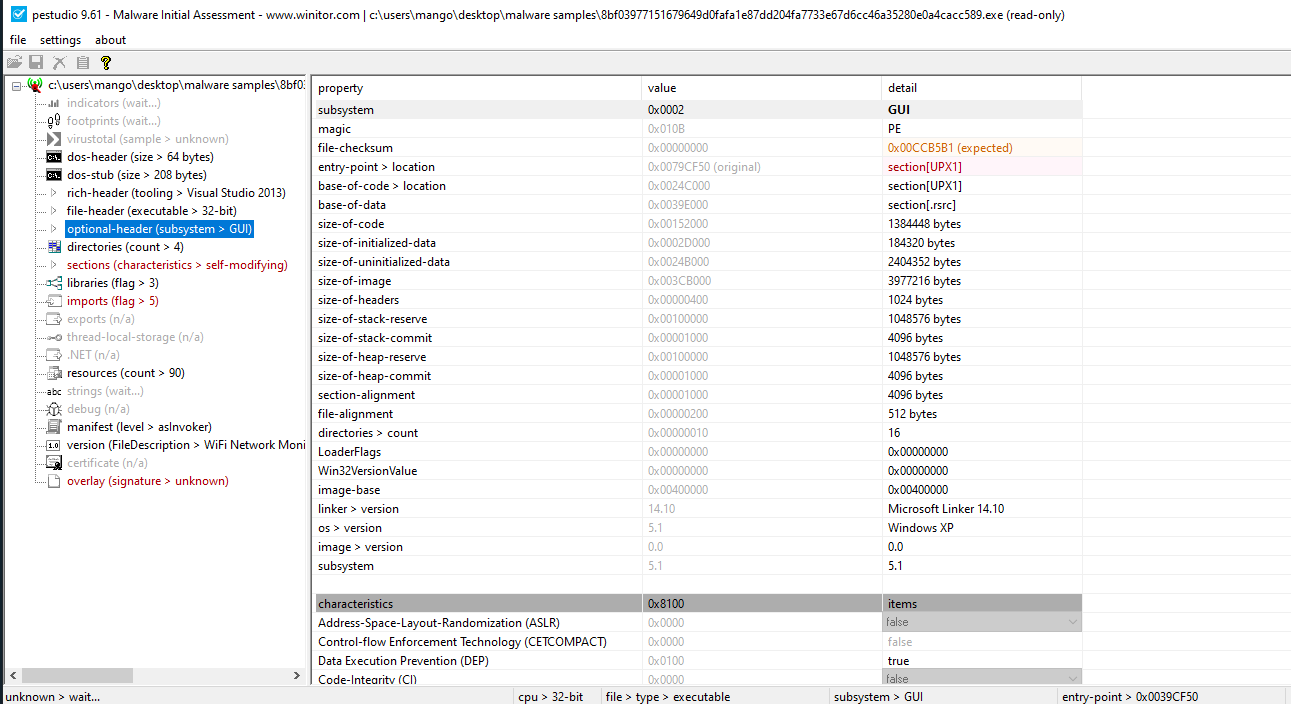 pestudio 9.61 - Malware Initial Assessment - www.winitor.com | c:\users\mango\desktop\malware samples\8bf03977151679649d0fafa1e87dd204fa7733e67d6cc46a35280e0a4cacc589.exe (read-only)
file settings about
c:\users\mango\desktop\malware samples\8bf03
indicators (wait...)
footprints (wait...)
virustotal (sample > unknown)
dos-header (size > 64 bytes)
dos-stub (size > 208 bytes)
rich-header (tooling > Visual Studio 2013)
file-header (executable > 32-bit)
optional-header (subsystem > GUI)
directories (count > 4)
sections (characteristics > self-modifying)
libraries (flag > 3)
imports (flag > 5)
exports (n/a)
thread-local-storage (n/a)
.NET (n/a)
resources (count > 90)
abc strings (wait...)
debug (n/a)
manifest (level > asInvoker)
1.0 version (FileDescription > WiFi Network Moni
certificate (n/a)
overlay (signature > unknown)
property value detail
subsystem 0x0002 GUI
magic 0x010B PE
file-checksum 0x00000000 0x00CCB5B1 (expected)
entry-point > location 0x0079CF50 (original) section[UPX1]
base-of-code > location 0x0024C000 section[UPX1]
base-of-data 0x0039E000 section[.rsrc]
size-of-code 0x00152000 1384448 bytes
size-of-initialized-data 0x0002D000 184320 bytes
size-of-uninitialized-data 0x0024B000 2404352 bytes
size-of-image 0x003CB000 3977216 bytes
size-of-headers 0x00000400 1024 bytes
size-of-stack-reserve 0x00100000 1048576 bytes
size-of-stack-commit 0x00001000 4096 bytes
size-of-heap-reserve 0x00100000 1048576 bytes
size-of-heap-commit 0x00001000 4096 bytes
section-alignment 0x00001000 4096 bytes
file-alignment 0x00000200 512 bytes
directories > count 0x00000010 16
LoaderFlags 0x00000000 0x00000000
Win32VersionValue 0x00000000 0x00000000
image-base 0x00400000 0x00400000
linker > version 14.10 Microsoft Linker 14.10
os > version 5.1 Windows XP
image > version 0.0 0.0
subsystem 5.1 5.1
characteristics 0x8100 items
Address-Space-Layout-Randomization (ASLR) 0x0000 false
Control-flow Enforcement Technology (CETCOMPACT) 0x0000 false
Data Execution Prevention (DEP) 0x0100 true
Code-Integrity (CI) 0x0000 false
unknown > wait... cpu > 32-bit file > type > executable subsystem > GUI entry-point > 0x0039CF50